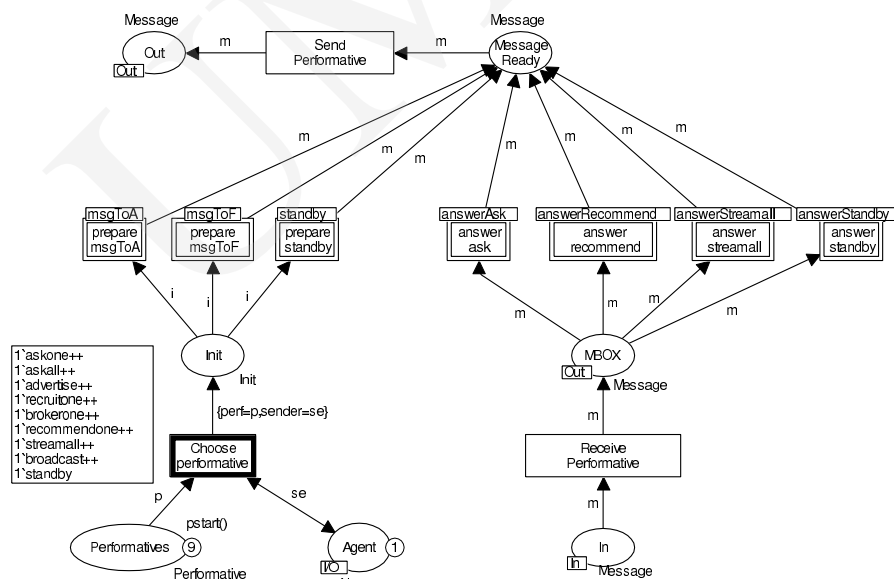 Message
Message
Out
Out
m
Send
Performative
m
Message
Ready
m
m
m
m
m
m
m
msgToA
prepare
msgToA
msgToF
prepare
msgToF
standby
prepare
standby
answerAsk
answer
ask
answerRecommend
answer
recommend
answerStreamall
answer
streamall
answerStandby
answer
standby
i
i
i
m
m
m
m
Init
Init
MBOX
Out
Message
1`askone++
1`askall++
1`advertise++
1`recruitone++
1`brokerone++
1`recommendone++
1`streamall++
1`broadcast++
1`standby
{perf=p,sender=se}
m
Choose
performative
Receive
Performative
p
se
m
pstart()
Performatives
9
Performative
Agent
1
I/O
In
In
Message